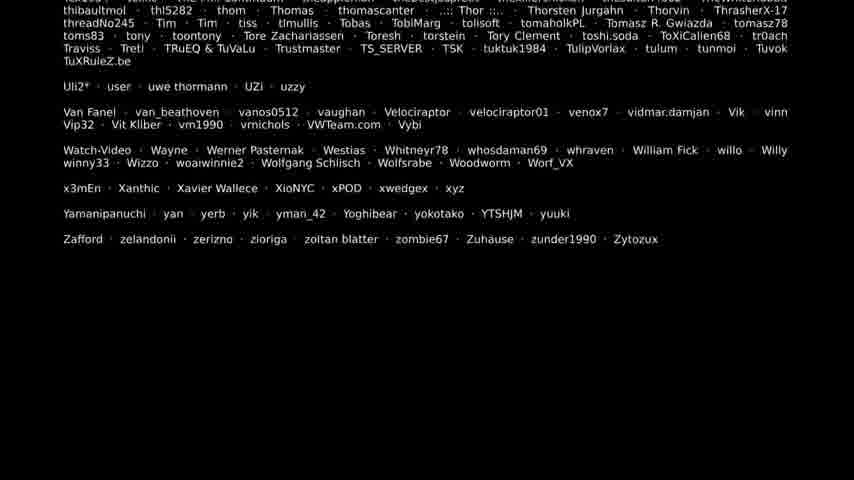 thibaultmol · thl5282 · thom · Thomas · thomascanter · ..::: Thor ::.. · Thorsten Jurgahn · Thorvin · ThrasherX-17
threadNo245 · Tim · Tim · tiss · tlmullis · Tobas · TobiMarg · tolisoft · tomaholkPL · Tomasz R. Gwiazda · tomasz78
toms83 · tony · toontony · Tore Zachariassen · Toresh · torstein · Tory Clement · toshi.soda · ToXiCalien68 · tr0ach
Traviss · Tretl · TRuEQ & TuVaLu · Trustmaster · TS_SERVER · TSK · tuktuk1984 · TulipVorlax · tulum · tunmoi · Tuvok
TuXRuleZ.be
Uli2* · user · uwe thormann · UZi · uzzy
Van Fanel · van_beathoven · vanos0512 · vaughan · Velociraptor · velociraptor01 · venox7 · vidmar.damjan · Vik · vinn
Vip32 · Vit Kliber · vm1990 · vmichols · VWTeam.com · Vybi
Watch-Video · Wayne · Werner Pasternak · Westias · Whitneyr78 · whosdaman69 · whraven · William Fick · willo · Willy
winny33 · Wizzo · woaiwinnie2 · Wolfgang Schlisch · Wolfsrabe · Woodworm · Worf_VX
x3mEn · Xanthic · Xavier Wallece · XioNYC · xPOD · xwedgex · xyz
Yamanipanuchi · yan · yerb · yik · yman_42 · Yoghibear · yokotako · YTSHJM · yuuki
Zafford · zelandonii · zerizno · zioriga · zoltan blatter · zombie67 · Zuhause · zunder1990 · Zytozux